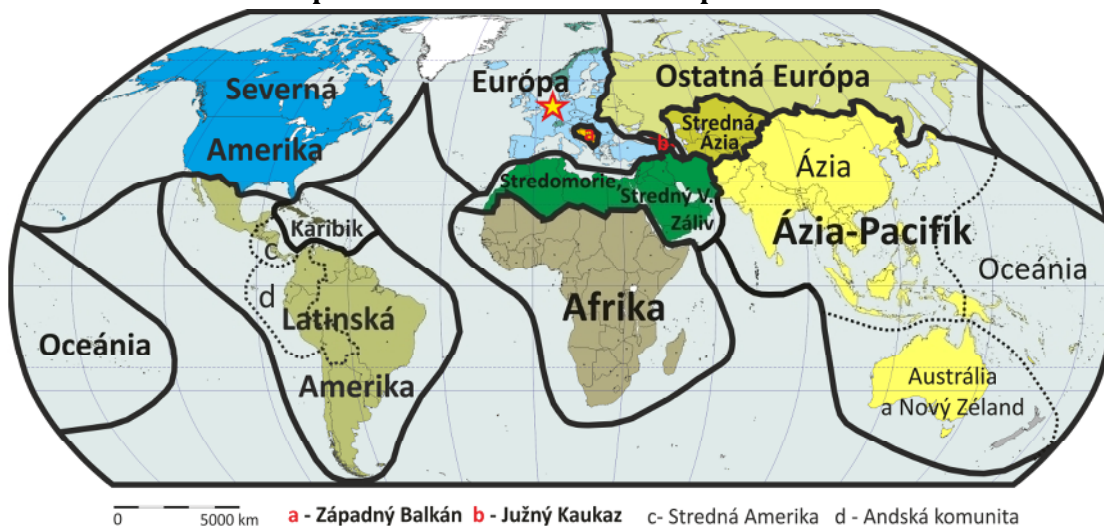 Severná
Amerika
Európa
Ostatná Európa
a
b
Stredná
Ázia
Ázia
Stredomorie,
Stredný V.
Záliv
Karibik
Ázia-Pacifik
Oceánia
c
d
Latinská
Amerika
Afrika
Oceánia
Austrália
a Nový Zéland
0 5000 km a - Západný Balkán b - Južný Kaukaz c- Stredná Amerika d - Andská komunita